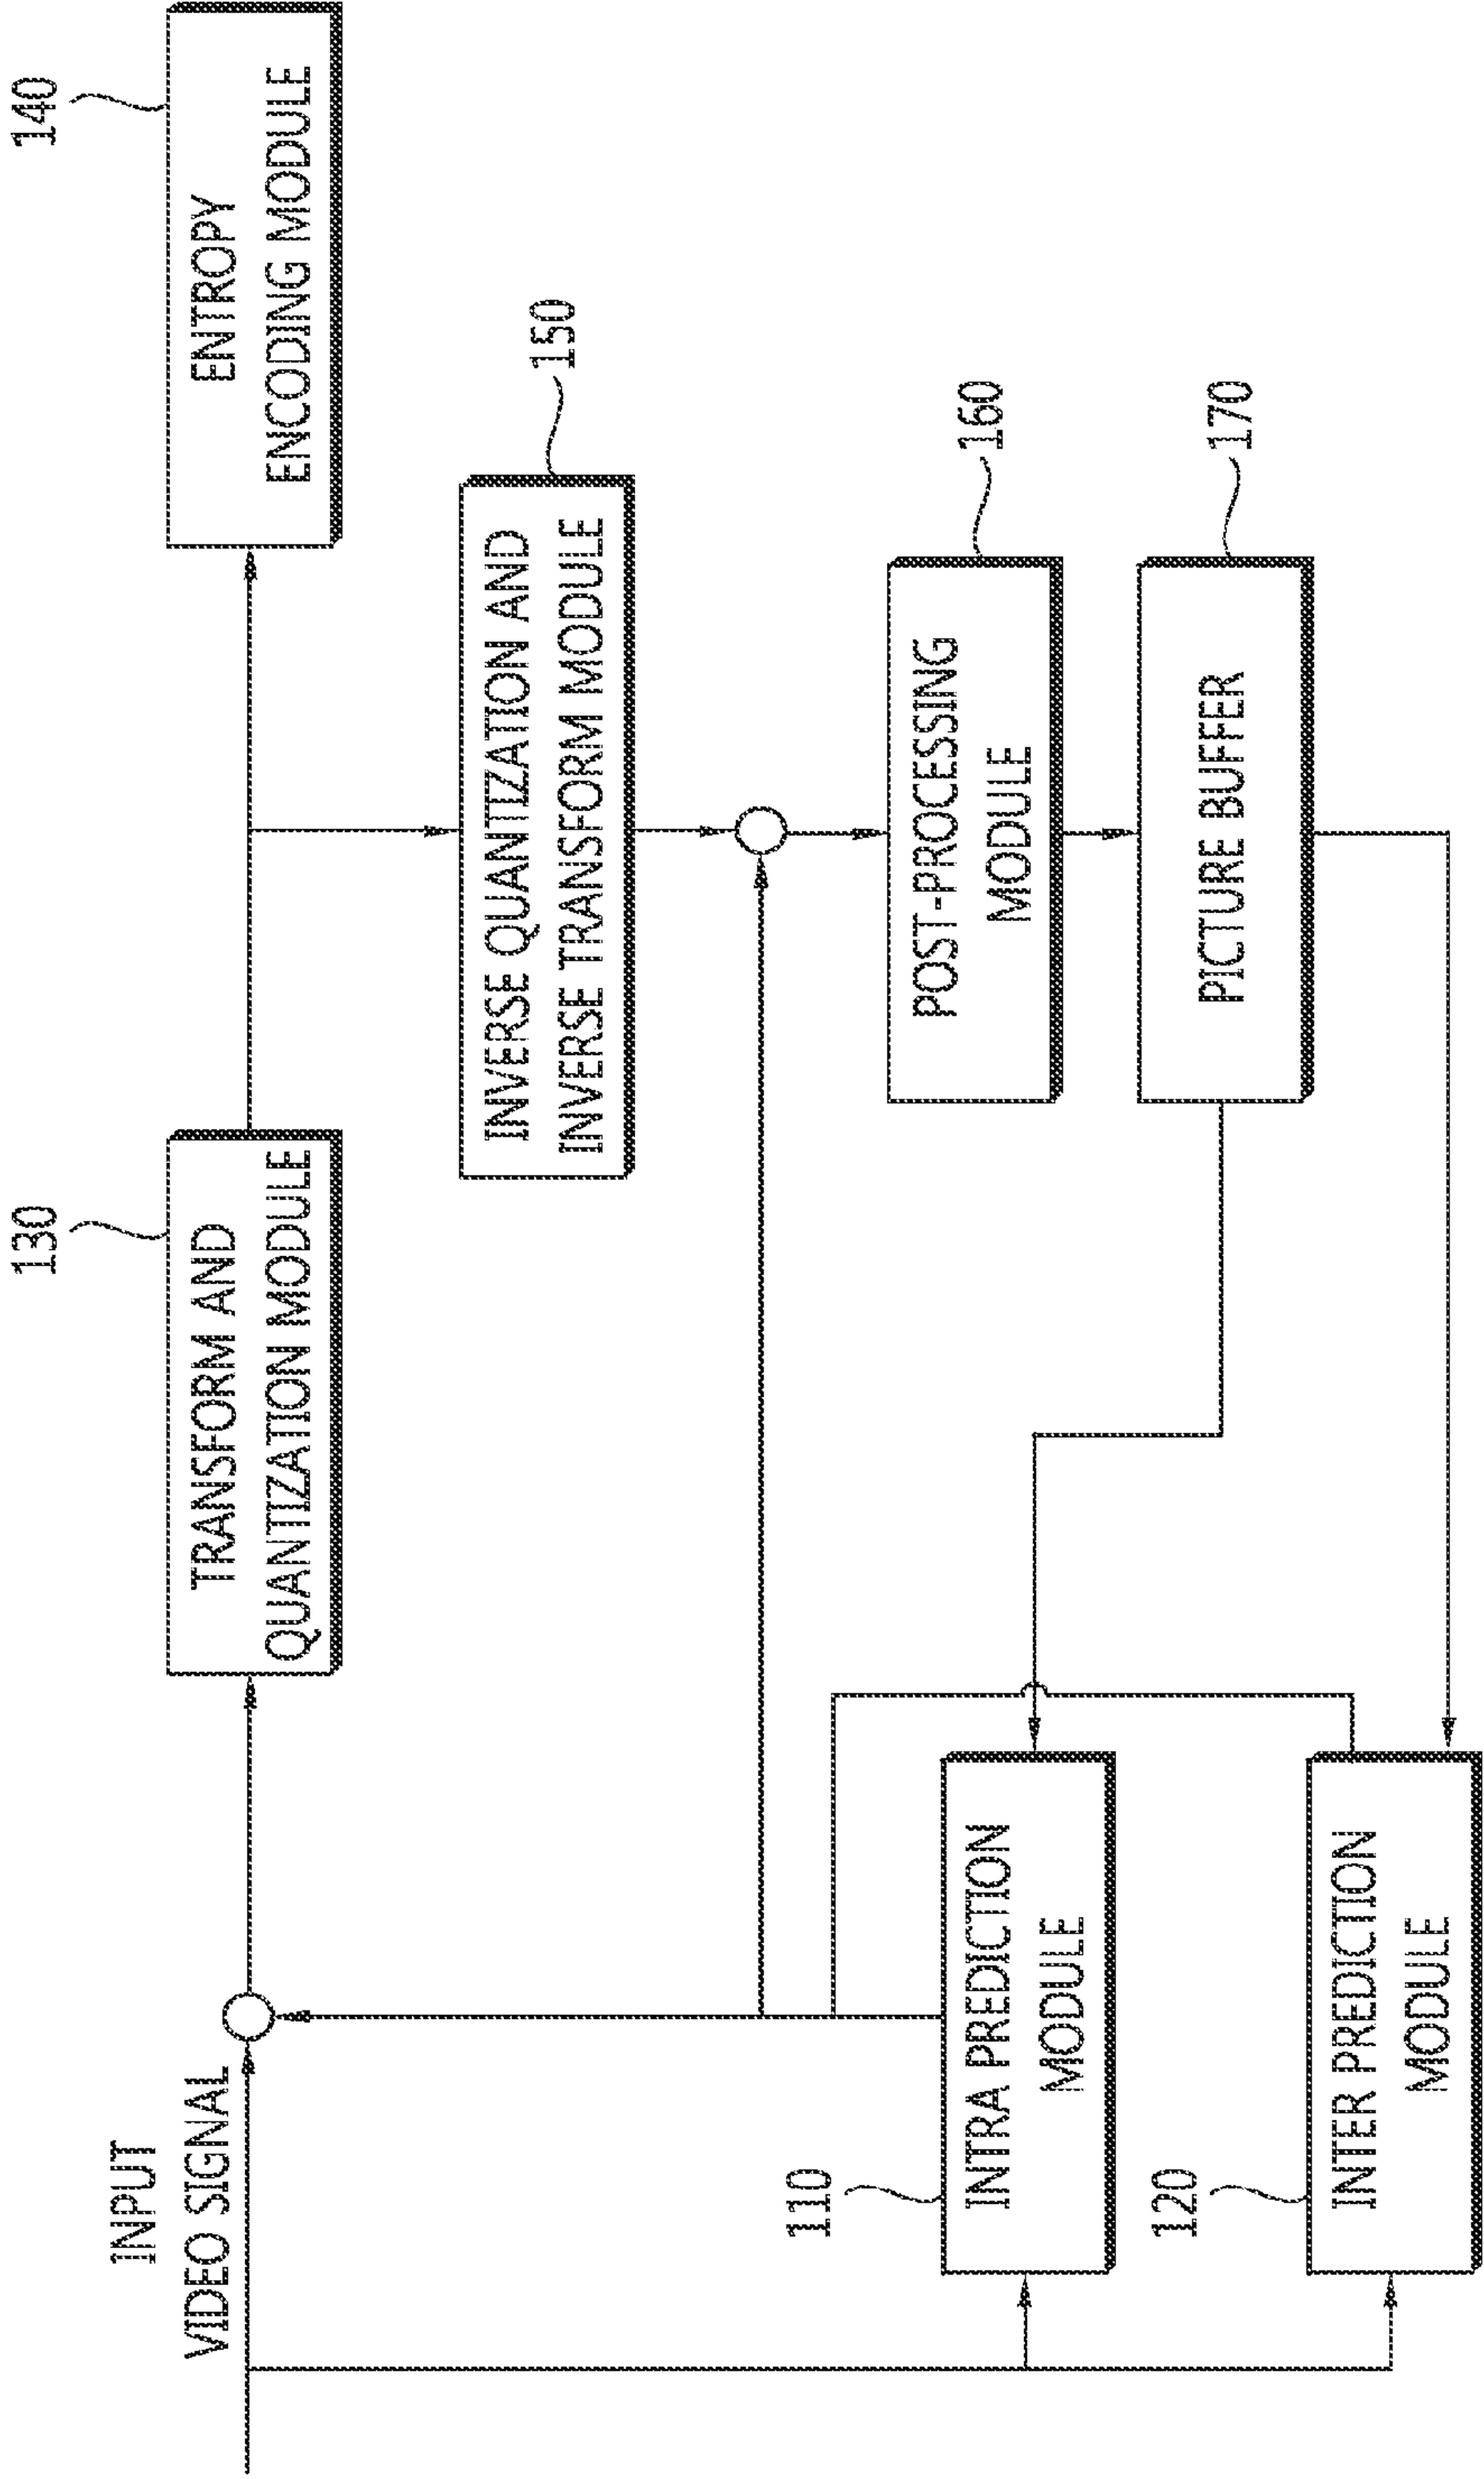 INPUT
VIDEO SIGNAL
130
TRANSFORM AND
QUANTIZATION MODULE
140
ENTROPY
ENCODING MODULE
150
INVERSE QUANTIZATION AND
INVERSE TRANSFORM MODULE
110
INTRA PREDICTION
MODULE
160
POST-PROCESSING
MODULE
120
INTER PREDICTION
MODULE
170
PICTURE BUFFER